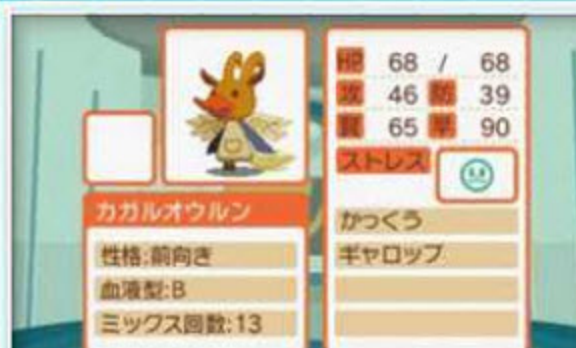 カガルオウルン
性格:前向き
血液型:B
ミックス回数:13
HP 68 / 68
攻 46 防 39
賢 65 早 90
ストレス
かっくう
ギャロップ